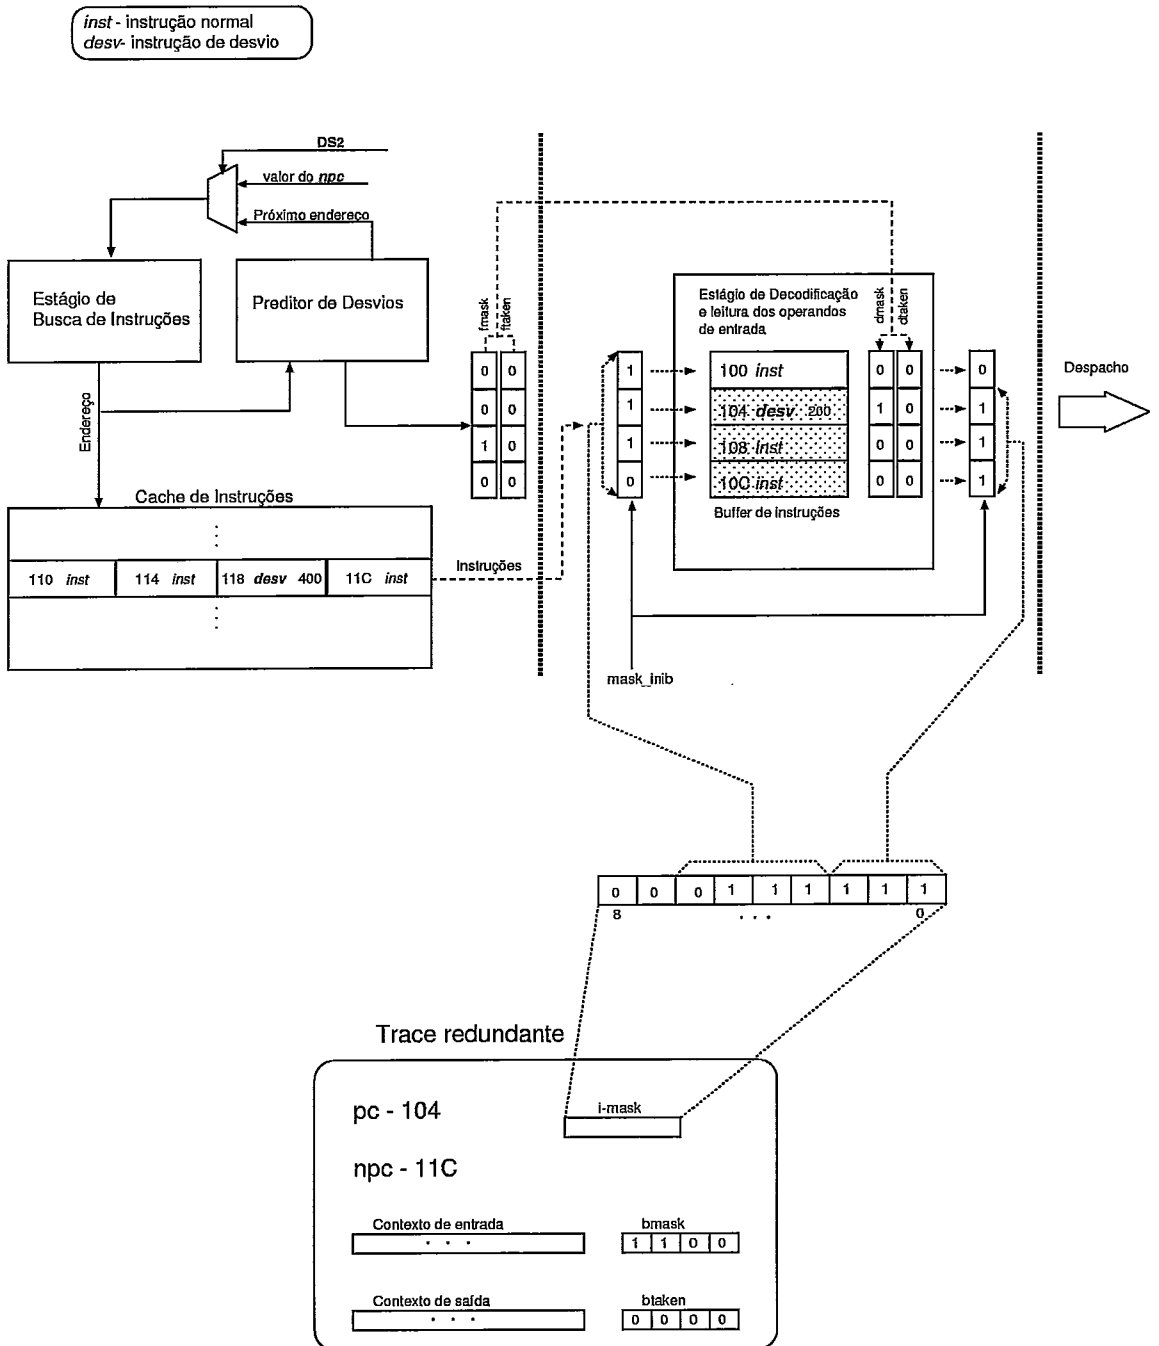 inst - instrução normal
desv- instrução de desvio
DS2
valor do npc
Próximo endereço
Estágio de
Busca de Instruções
Preditor de Desvios
fmask
ftaken
0 0
0 0
1 0
0 0
Endereço
Cache de Instruções
110 inst 114 inst 118 desv 400 11C inst
Instruções
1
1
1
0
Estágio de Decodificação
e leitura dos operandos
de entrada
dmask
dtaken
100 inst
104 desv 200
108 inst
10C inst
Buffer de instruções
0 0
1 0
0 0
0 0
0
1
1
1
Despacho
mask_inib
0 0 0 1 1 1 1 1 1
8 . . . 0
Trace redundante
pc - 104
i-mask
npc - 11C
Contexto de entrada
. . .
bmask
1 1 0 0
Contexto de saída
. . .
btaken
0 0 0 0